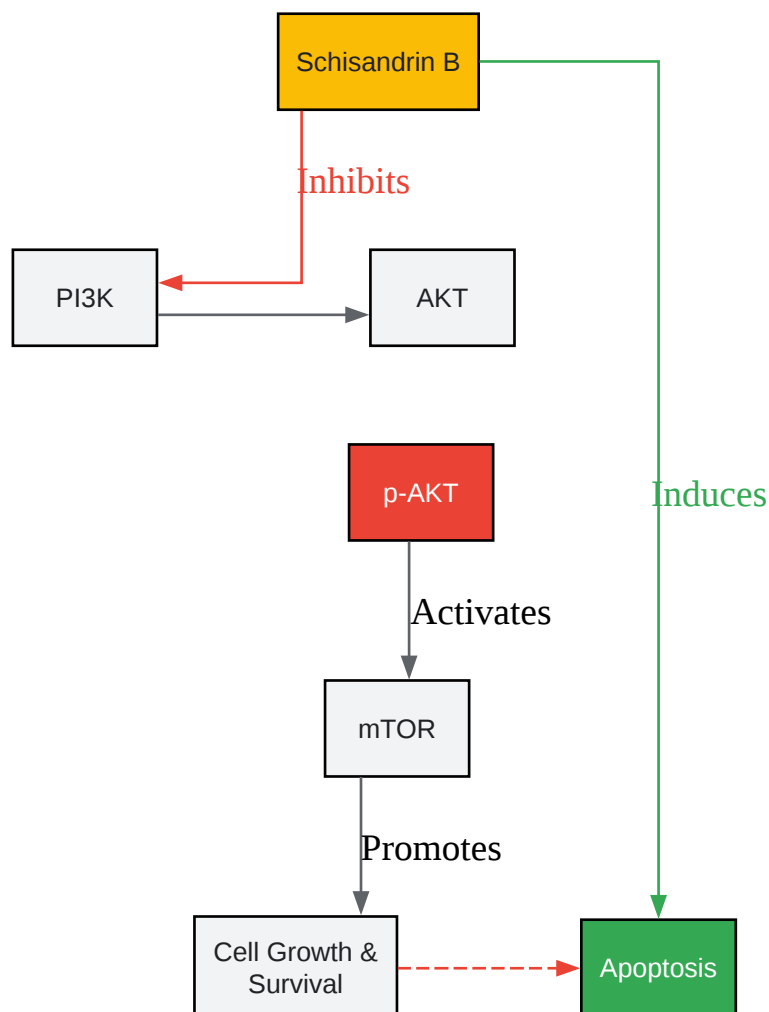 Schisandrin B
Inhibits
PI3K
AKT
p-AKT
Induces
Activates
mTOR
Promotes
Cell Growth &
Survival
Apoptosis